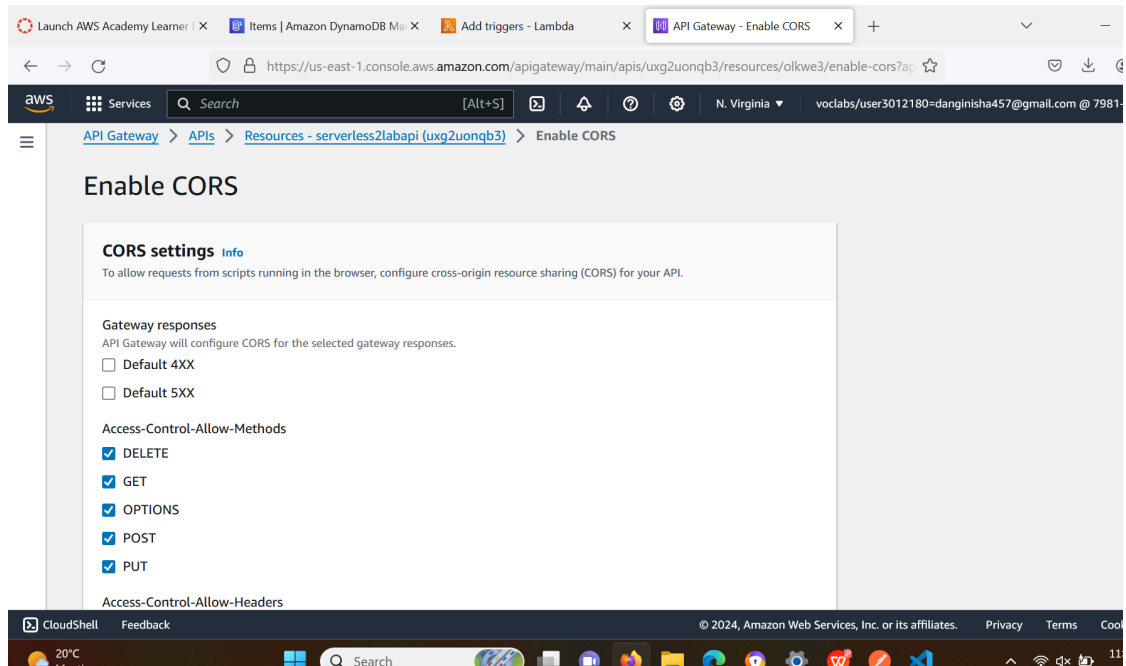 Launch AWS Academy Learner
Items | Amazon DynamoDB Ma
Add triggers - Lambda
API Gateway - Enable CORS
https://us-east-1.console.aws.amazon.com/apigateway/main/apis/uxg2uonqb3/resources/olkwe3/enable-cors?ap
aws Services Search [Alt+S] N. Virginia ▼ voclabs/user3012180=danginisha457@gmail.com @ 7981-
API Gateway > APIs > Resources - serverless2labapi (uxg2uonqb3) > Enable CORS
Enable CORS
CORS settings Info
To allow requests from scripts running in the browser, configure cross-origin resource sharing (CORS) for your API.
Gateway responses
API Gateway will configure CORS for the selected gateway responses.
Default 4XX
Default 5XX
Access-Control-Allow-Methods
DELETE
GET
OPTIONS
POST
PUT
Access-Control-Allow-Headers
CloudShell Feedback © 2024, Amazon Web Services, Inc. or its affiliates. Privacy Terms Cook
20°C
Search